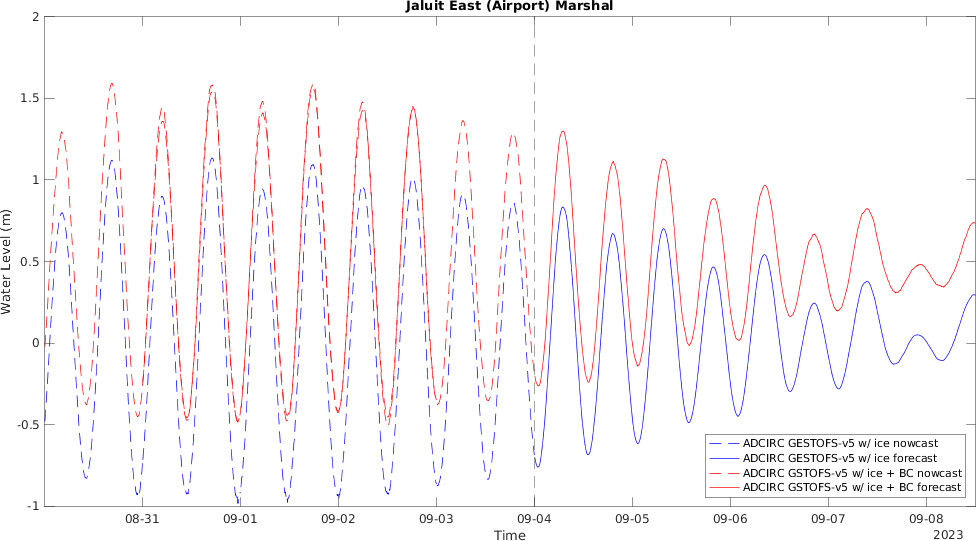 Jaluit East (Airport) Marshal
2
1.5
1
0.5
0
-0.5
-1
Water Level (m)
08-31
09-01
09-02
09-03
09-04
09-05
09-06
09-07
09-08
Time
2023
ADCIRC GESTOFS-v5 w/ ice nowcast
ADCIRC GESTOFS-v5 w/ ice forecast
ADCIRC GSTOFS-v5 w/ ice + BC nowcast
ADCIRC GSTOFS-v5 w/ ice + BC forecast